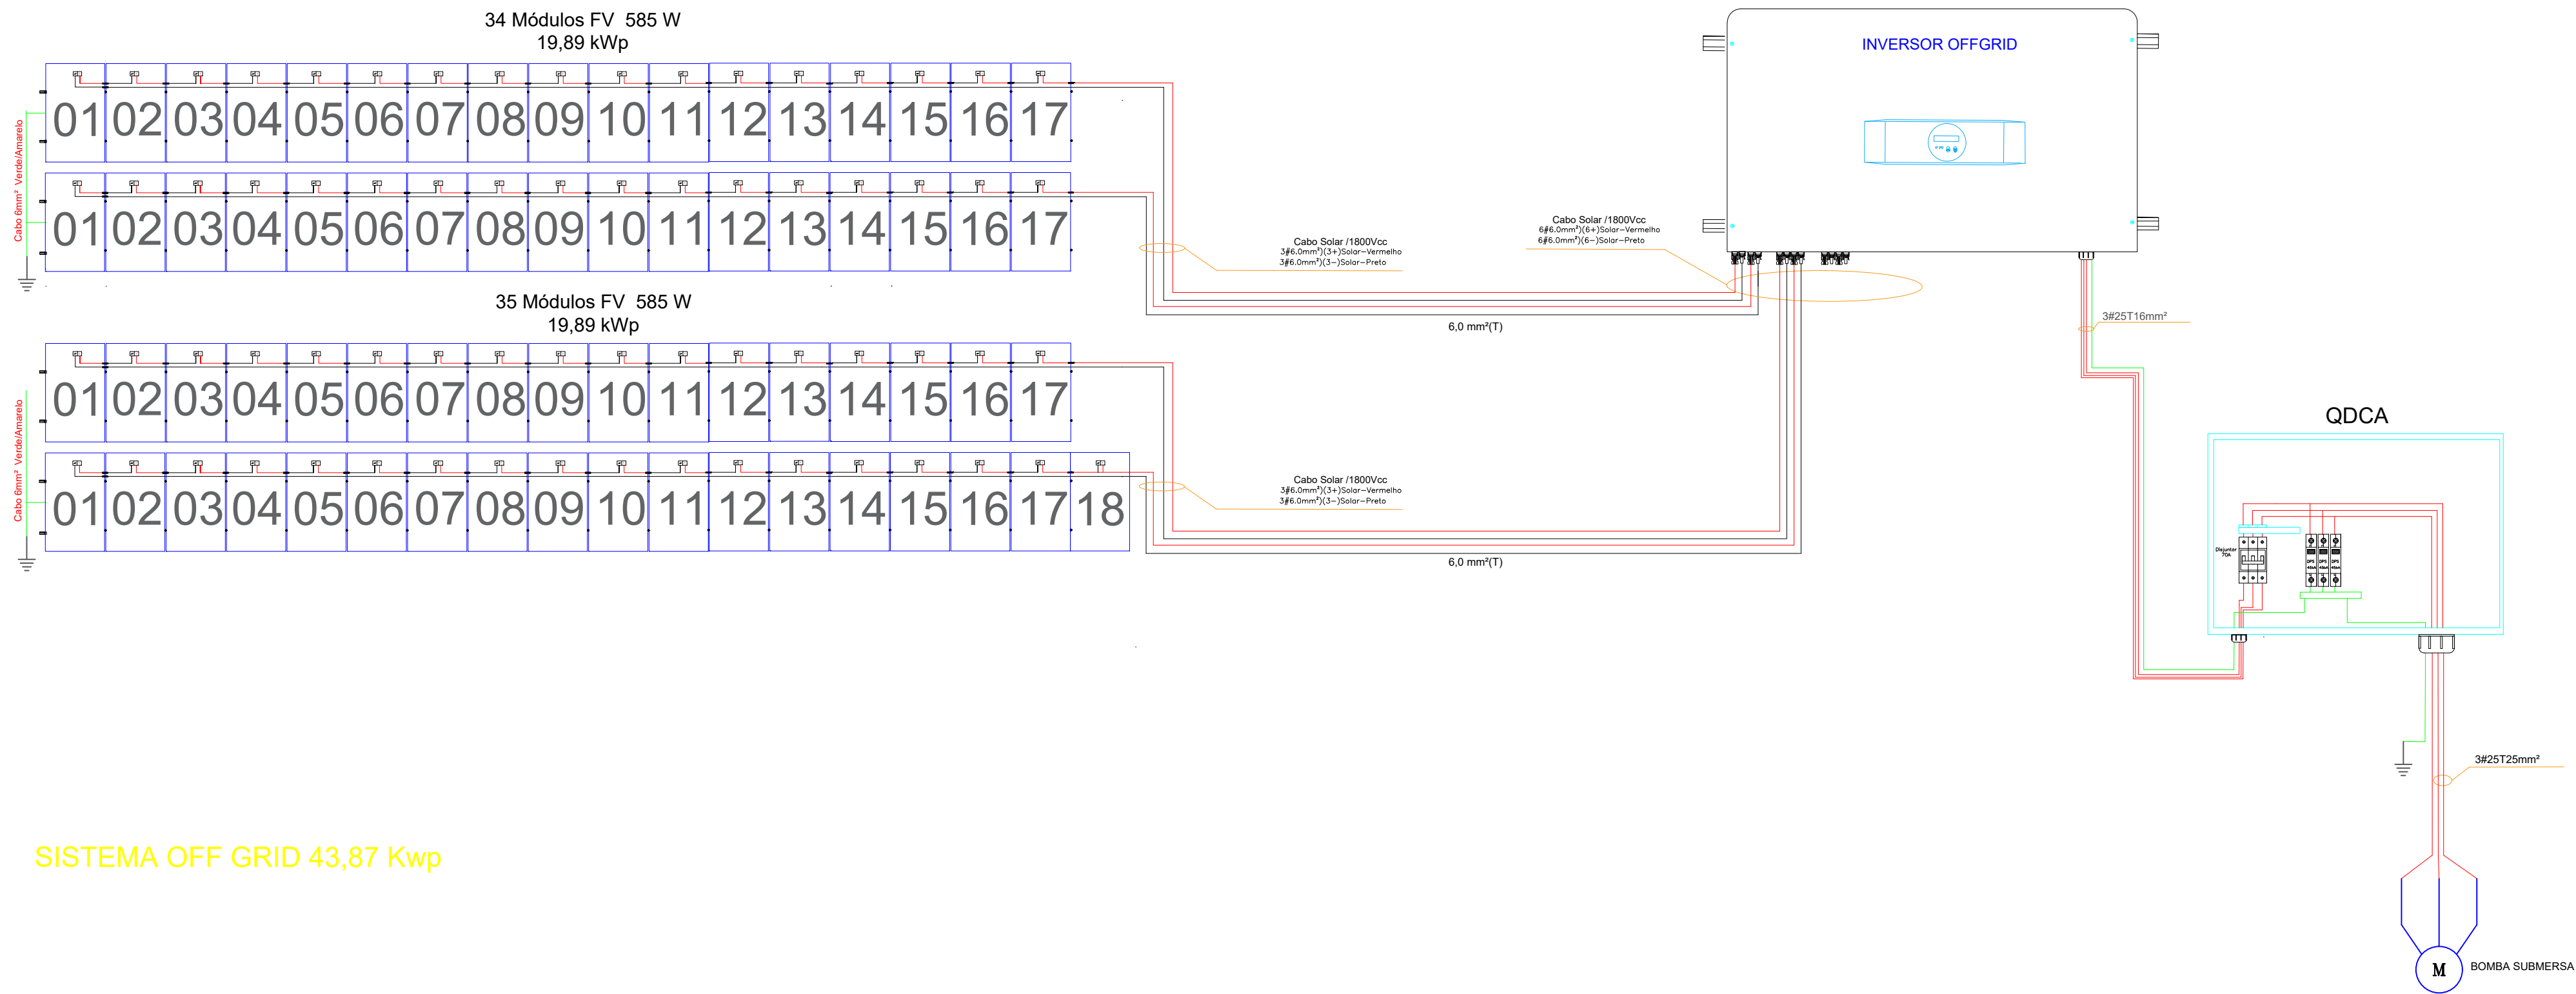 34 Módulos FV 585 W
19,89 kWp
INVERSOR OFFGRID
01 02 03 04 05 06 07 08 09 10 11 12 13 14 15 16 17
Cabo 6mm² Verde/Amarelo
01 02 03 04 05 06 07 08 09 10 11 12 13 14 15 16 17
Cabo Solar /1800Vcc
3#6.0mm²)(3+)Solar-Vermelho
3#6.0mm²)(3-)Solar-Preto
Cabo Solar /1800Vcc
6#6.0mm²)(6+)Solar-Vermelho
6#6.0mm²)(6-)Solar-Preto
6,0 mm²(T)
3#25T16mm²
35 Módulos FV 585 W
19,89 kWp
01 02 03 04 05 06 07 08 09 10 11 12 13 14 15 16 17
Cabo 6mm² Verde/Amarelo
01 02 03 04 05 06 07 08 09 10 11 12 13 14 15 16 17 18
Cabo Solar /1800Vcc
3#6.0mm²)(3+)Solar-Vermelho
3#6.0mm²)(3-)Solar-Preto
6,0 mm²(T)
QDCA
Disjuntor
70A
DPS DPS DPS
45kA 45kA 45kA
3#25T25mm²
SISTEMA OFF GRID 43,87 Kwp
M
BOMBA SUBMERSA